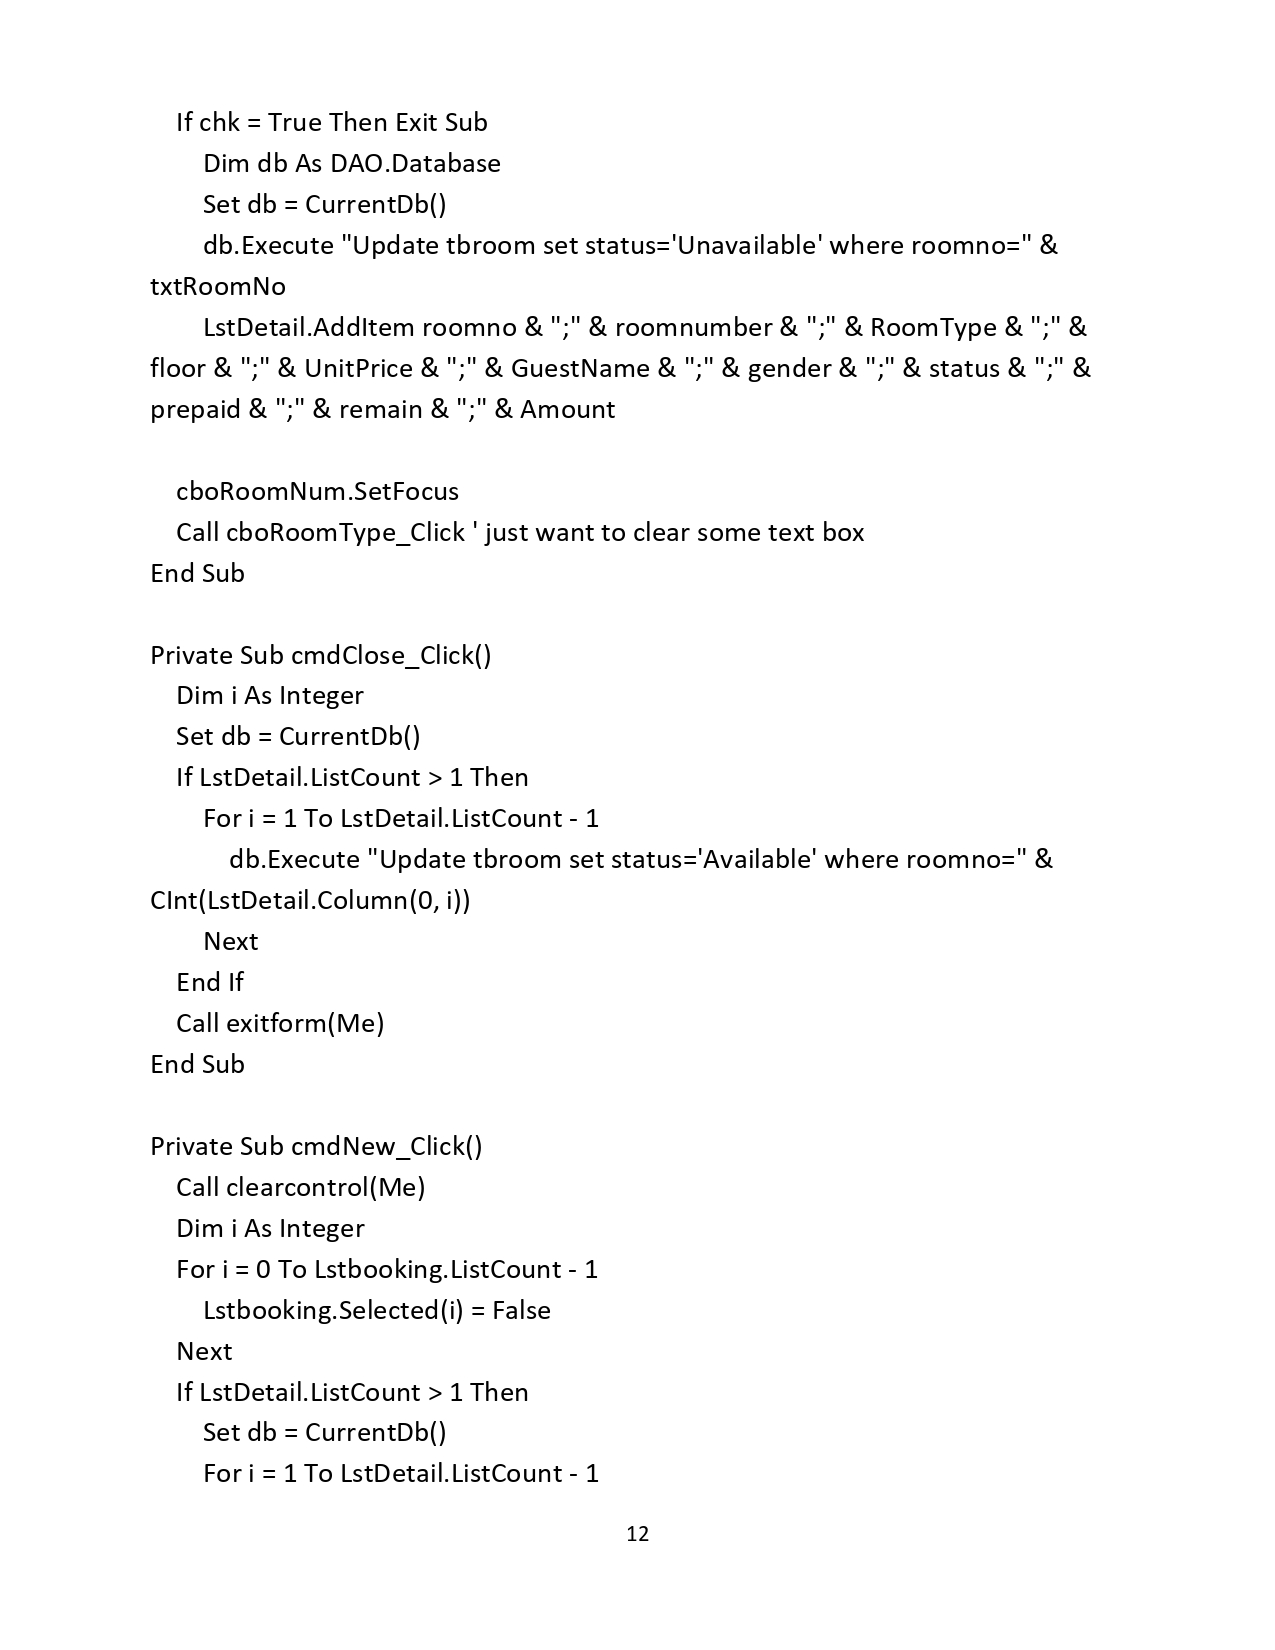 If chk = True Then Exit Sub
Dim db As DAO.Database
Set db = CurrentDb()
db.Execute "Update tbroom set status='Unavailable' where roomno=" &
txtRoomNo
LstDetail.AddItem roomno & ";" & roomnumber & ";" & RoomType & ";" &
floor & ";" & UnitPrice & ";" & GuestName & ";" & gender & ";" & status & ";" &
prepaid & ";" & remain & ";" & Amount
cboRoomNum.SetFocus
Call cboRoomType_Click ' just want to clear some text box
End Sub
Private Sub cmdClose_Click()
Dim i As Integer
Set db = CurrentDb()
If LstDetail.ListCount > 1 Then
For i = 1 To LstDetail.ListCount - 1
db.Execute "Update tbroom set status='Available' where roomno=" &
CInt(LstDetail.Column(0, i))
Next
End If
Call exitform(Me)
End Sub
Private Sub cmdNew_Click()
Call clearcontrol(Me)
Dim i As Integer
For i = 0 To Lstbooking.ListCount - 1
Lstbooking.Selected(i) = False
Next
If LstDetail.ListCount > 1 Then
Set db = CurrentDb()
For i = 1 To LstDetail.ListCount - 1
12